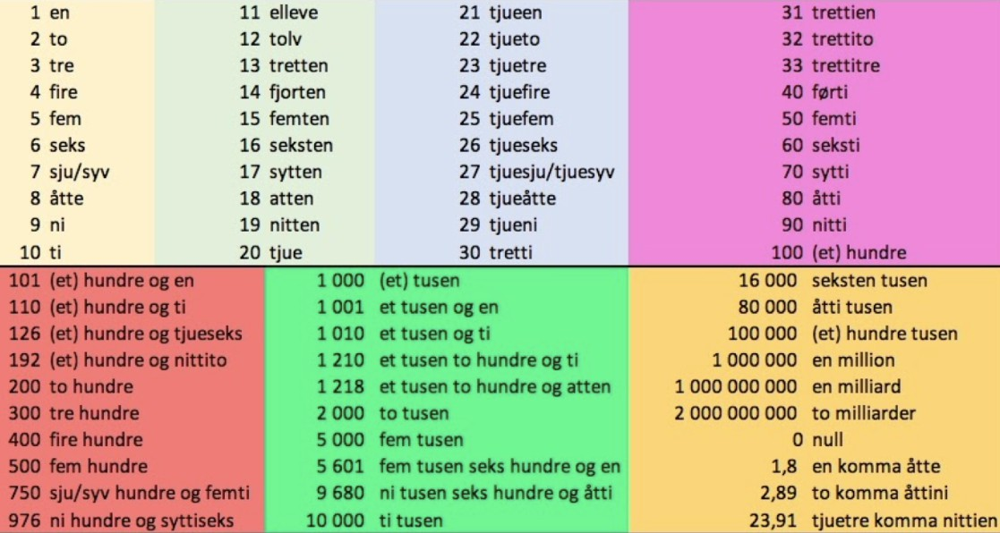 1 en
2 to
3 tre
4 fire
5 fem
6 seks
7 sju/syv
8 åtte
9 ni
10 ti
11 elleve
12 tolv
13 tretten
14 fjorten
15 femten
16 seksten
17 sytten
18 atten
19 nitten
20 tjue
21 tjueen
22 tjueto
23 tjuetre
24 tjuefire
25 tjuefem
26 tjueseks
27 tjuesju/tjuesyv
28 tjueåtte
29 tjueni
30 tretti
31 trettien
32 trettito
33 trettitre
40 førti
50 femti
60 seksti
70 sytti
80 åtti
90 nitti
100 (et) hundre
101 (et) hundre og en
110 (et) hundre og ti
126 (et) hundre og tjueseks
192 (et) hundre og nittito
200 to hundre
300 tre hundre
400 fire hundre
500 fem hundre
750 sju/syv hundre og femti
976 ni hundre og syttiseks
1 000 (et) tusen
1 001 et tusen og en
1 010 et tusen og ti
1 210 et tusen to hundre og ti
1 218 et tusen to hundre og atten
2 000 to tusen
5 000 fem tusen
5 601 fem tusen seks hundre og en
9 680 ni tusen seks hundre og åtti
10 000 ti tusen
16 000 seksten tusen
80 000 åtti tusen
100 000 (et) hundre tusen
1 000 000 en million
1 000 000 000 en milliard
2 000 000 000 to milliarder
0 null
1,8 en komma åtte
2,89 to komma åttini
23,91 tjuetre komma nittien